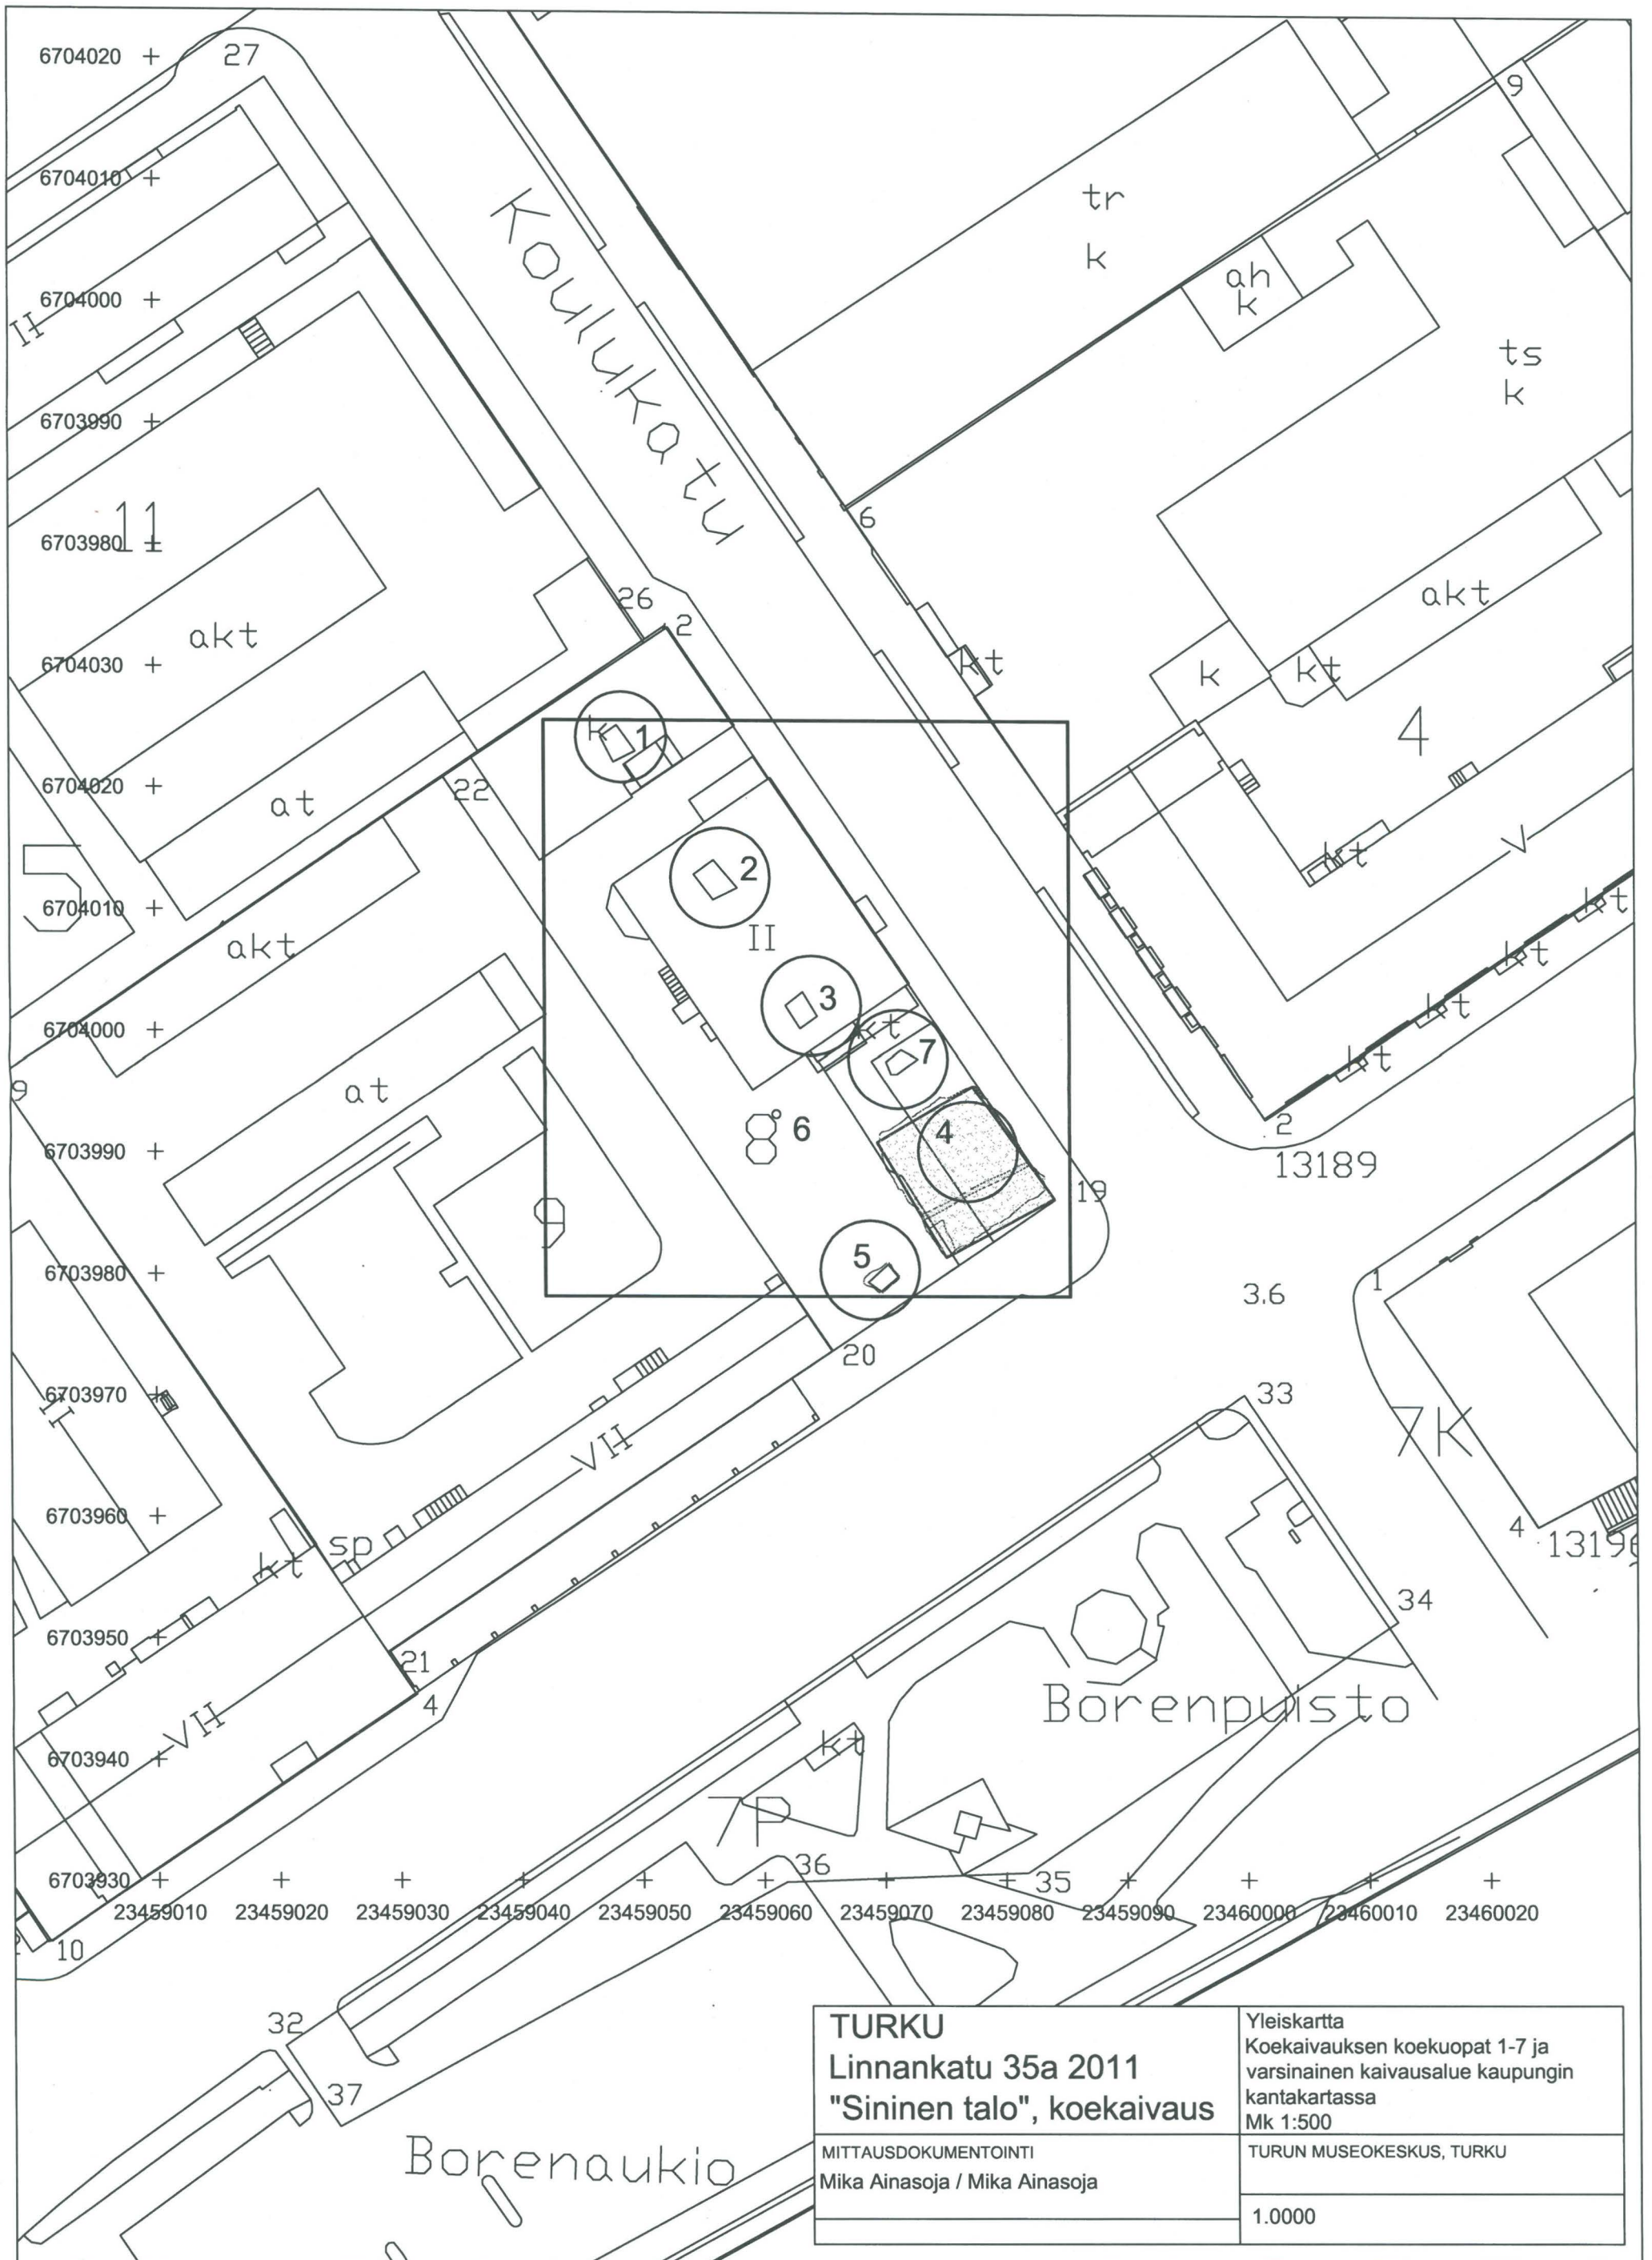 6704020
27
9
6704010
tr
k
ah
k
6704000
II
Koulukatu
ts
k
6703990
11
6703980
6
26
2
akt
akt
6704030
kt
k
kt
k
1
4
22
6704020
at
V
2
kt
5
6704010
akt
II
kt
3
kt
6704000
kt
7
kt
kt
9
at
6
4
2
6703990
13189
19
9
5
6703980
3.6
1
20
6703970
33
I
7K
VII
6703960
4
sp
kt
34
6703950
21
4
Borenpuisto
VII
6703940
kt
7P
36
6703930
35
23459010 23459020 23459030 23459040 23459050 23459060 23459070 23459080 23459090 23460000 23460010 23460020
10
32
37
Borenaukio
TURKU
Linnankatu 35a 2011
"Sininen talo", koekaivaus
Yleiskartta
Koekaivauksen koekuopat 1-7 ja
varsinainen kaivausalue kaupungin
kantakartassa
Mk 1:500
MITTAUSDOKUMENTOINTI
Mika Ainasoja / Mika Ainasoja
TURUN MUSEOKESKUS, TURKU
1.0000